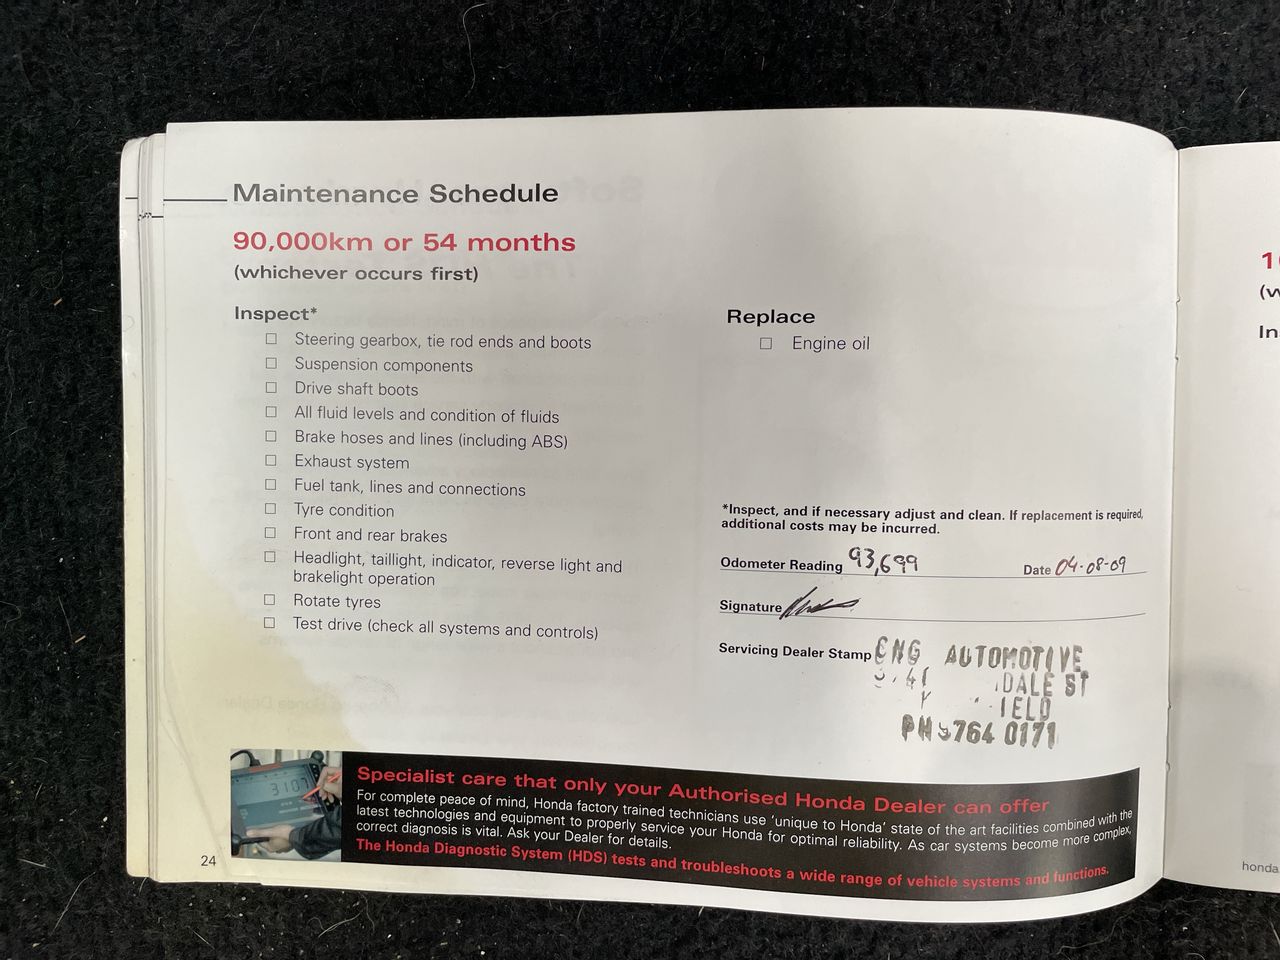 Maintenance Schedule
90,000km or 54 months
(whichever occurs first)
Inspect*
Steering gearbox, tie rod ends and boots
Suspension components
Drive shaft boots
All fluid levels and condition of fluids
Brake hoses and lines (including ABS)
Exhaust system
Fuel tank, lines and connections
Tyre condition
Front and rear brakes
Headlight, taillight, indicator, reverse light and
brakelight operation
Rotate tyres
Test drive (check all systems and controls)
Replace
Engine oil
*Inspect, and if necessary adjust and clean. If replacement is required,
additional costs may be incurred.
Odometer Reading 93,699 Date 04-08-09
Signature
Servicing Dealer Stamp ENG AUTOMOTIVE
DALE ST
IELD
PH 9764 0171
3107
Specialist care that only your Authorised Honda Dealer can offer
For complete peace of mind, Honda factory trained technicians use 'unique to Honda' state of the art facilities combined with the
latest technologies and equipment to properly service your Honda for optimal reliability. As car systems become more complex,
correct diagnosis is vital. Ask your Dealer for details.
The Honda Diagnostic System (HDS) tests and troubleshoots a wide range of vehicle systems and functions.
24
1
(w
In
honda